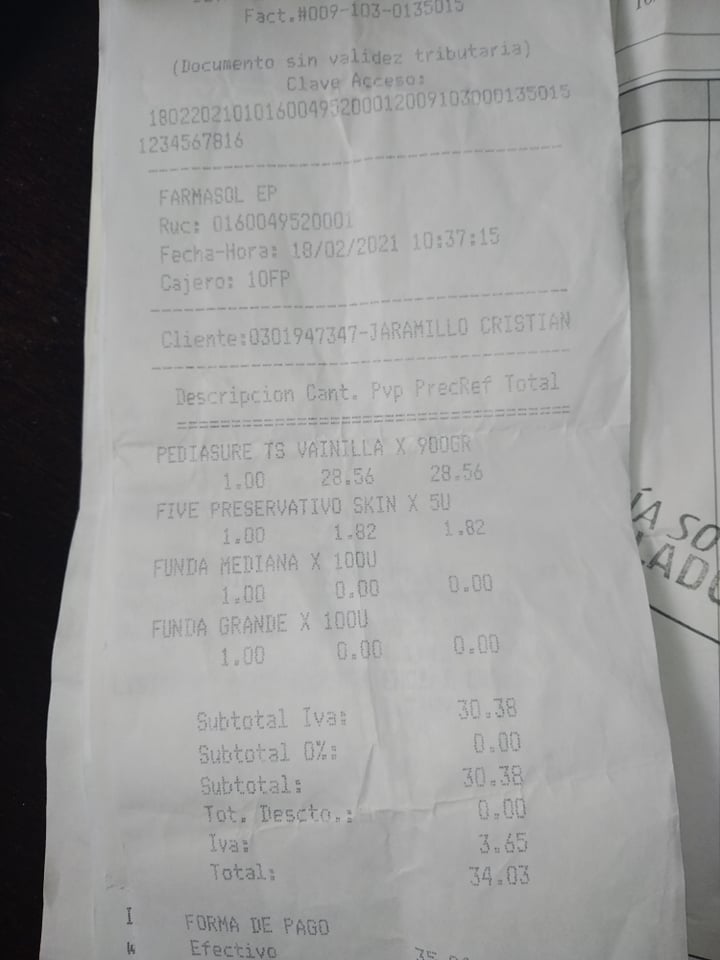 Fact.#009-103-0135015
(Documento sin validez tributaria)
Clave Acceso:
180220210101600495200012009103000135015
1234567816
FARMASOL EP
Ruc: 0160049520001
Fecha-Hora: 18/02/2021 10:37:15
Cajero: 10FP
Cliente:0301947347-JARAMILLO CRISTIAN
Descripcion Cant. Pvp PrecRef Total
PEDIASURE TS VAINILLA X 900GR
1.00 28.56 28.56
FIVE PRESERVATIVO SKIN X 5U
1.00 1.82 1.82
FUNDA MEDIANA X 100U
1.00 0.00 0.00
FUNDA GRANDE X 100U
1.00 0.00 0.00
Subtotal Iva: 30.38
Subtotal 0%: 0.00
Subtotal: 30.38
Tot. Descto.: 0.00
Iva: 3.65
Total: 34.03
I FORMA DE PAGO
Efectivo
ÍA SO